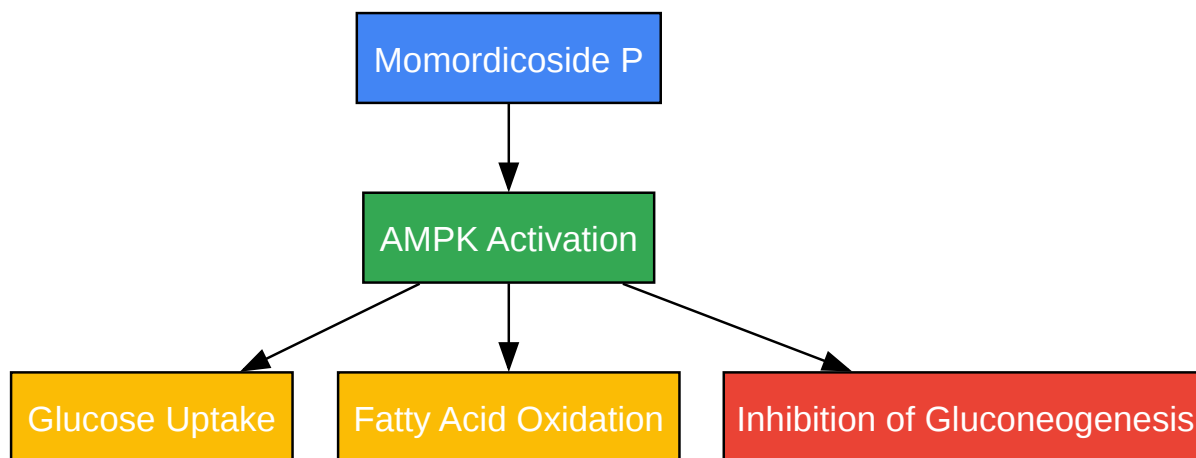 Momordicoside P
AMPK Activation
Glucose Uptake
Fatty Acid Oxidation
Inhibition of Gluconeogenesis